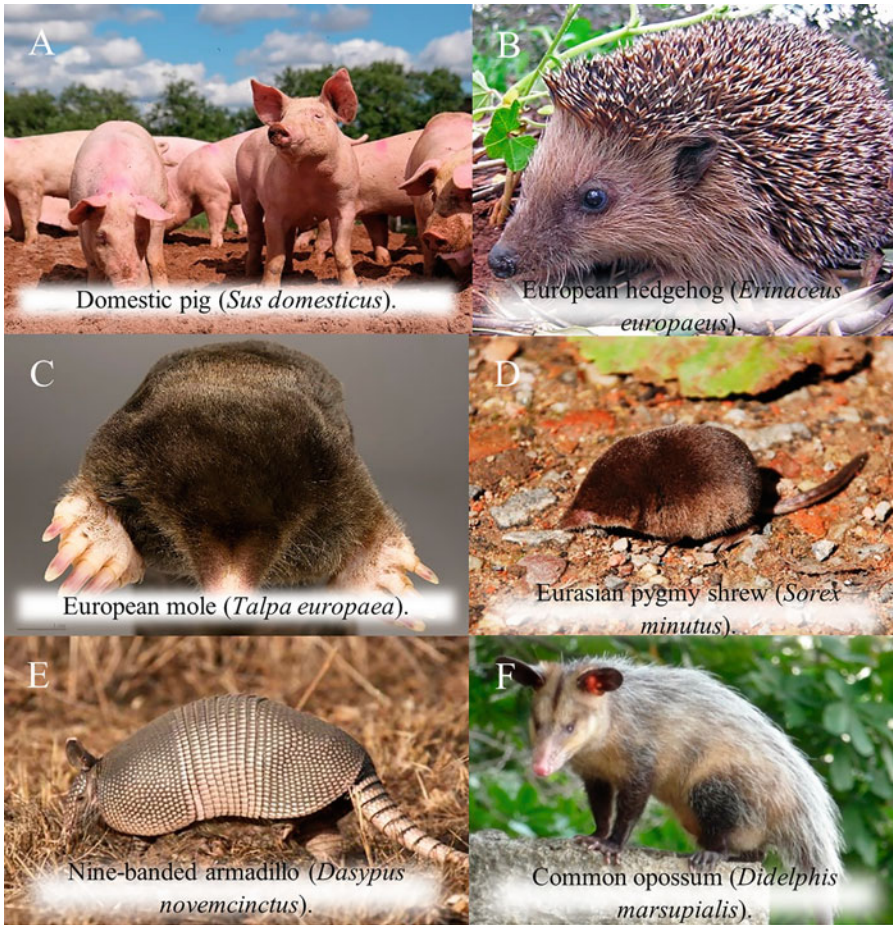 A
B
Domestic pig (Sus domesticus).
European hedgehog (Erinaceus
europaeus).
C
D
European mole (Talpa europaea).
Eurasian pygmy shrew (Sorex
minutus).
E
F
Nine-banded armadillo (Dasypus
novemcinctus).
Common opossum (Didelphis
marsupialis).